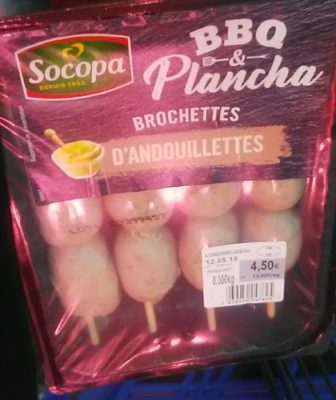 Socopa
DEPUIS 1953
BBQ
&
Plancha
BROCHETTES
D'ANDOUILLETTES
12.05.18
4,50€
0.300kg